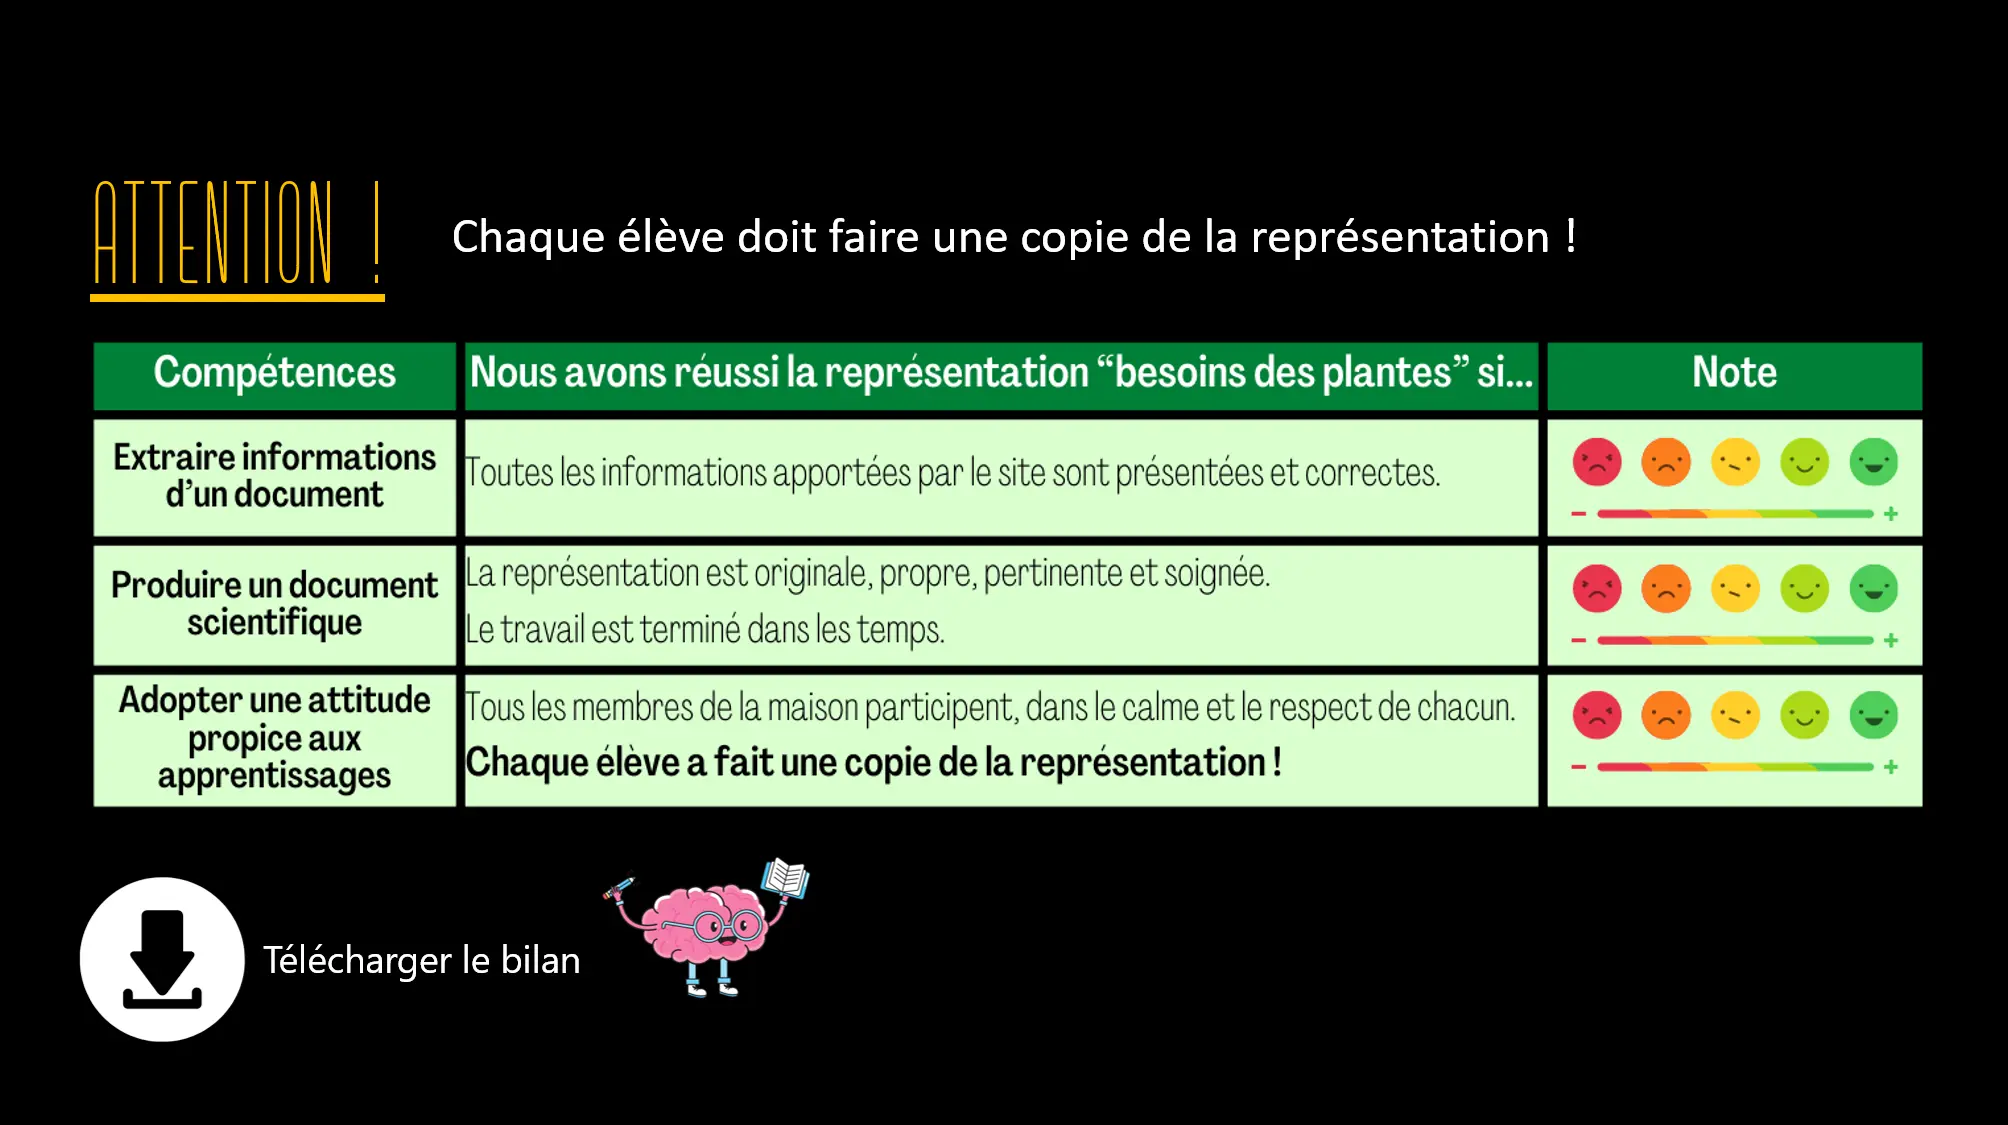 ATTENTION !
Chaque élève doit faire une copie de la représentation !
Compétences
Nous avons réussi la représentation “besoins des plantes” si...
Note
Extraire informations
d’un document
Toutes les informations apportées par le site sont présentées et correctes.
- +
Produire un document
scientifique
La représentation est originale, propre, pertinente et soignée.
Le travail est terminé dans les temps.
- +
Adopter une attitude
propice aux
apprentissages
Tous les membres de la maison participent, dans le calme et le respect de chacun.
Chaque élève a fait une copie de la représentation !
- +
Télécharger le bilan